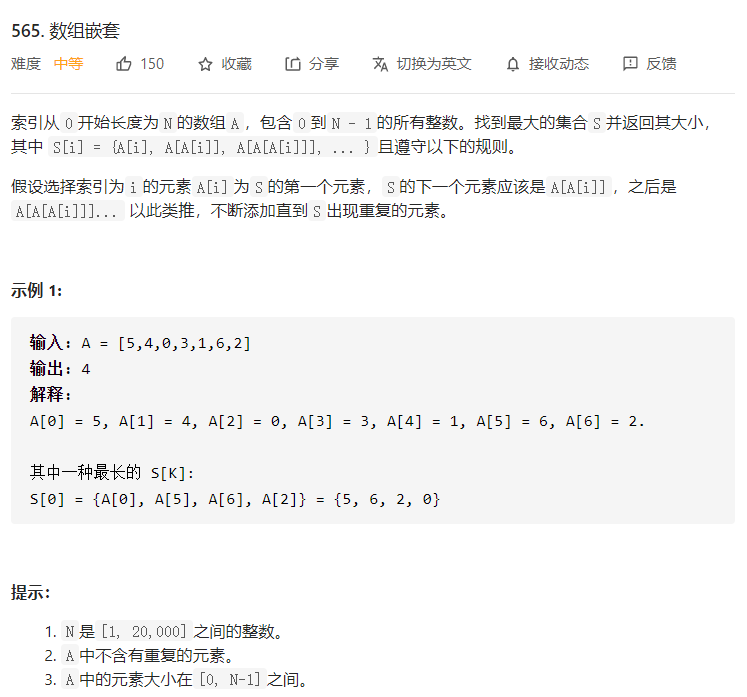 565. 数组嵌套
难度 中等 150 收藏 分享 切换为英文 接收动态 反馈
索引从 0 开始长度为 N 的数组 A ，包含 0 到 N - 1 的所有整数。找到最大的集合 S 并返回其大小，
其中 S[i] = {A[i], A[A[i]], A[A[A[i]]], ... } 且遵守以下的规则。
假设选择索引为 i 的元素 A[i] 为 S 的第一个元素， S 的下一个元素应该是 A[A[i]] ，之后是
A[A[A[i]]]... 以此类推，不断添加直到 S 出现重复的元素。
示例 1:
输入: A = [5,4,0,3,1,6,2]
输出: 4
解释:
A[0] = 5, A[1] = 4, A[2] = 0, A[3] = 3, A[4] = 1, A[5] = 6, A[6] = 2.
其中一种最长的 S[K]:
S[0] = {A[0], A[5], A[6], A[2]} = {5, 6, 2, 0}
提示：
1. N 是 [1, 20,000] 之间的整数。
2. A 中不含有重复的元素。
3. A 中的元素大小在 [0, N-1] 之间。